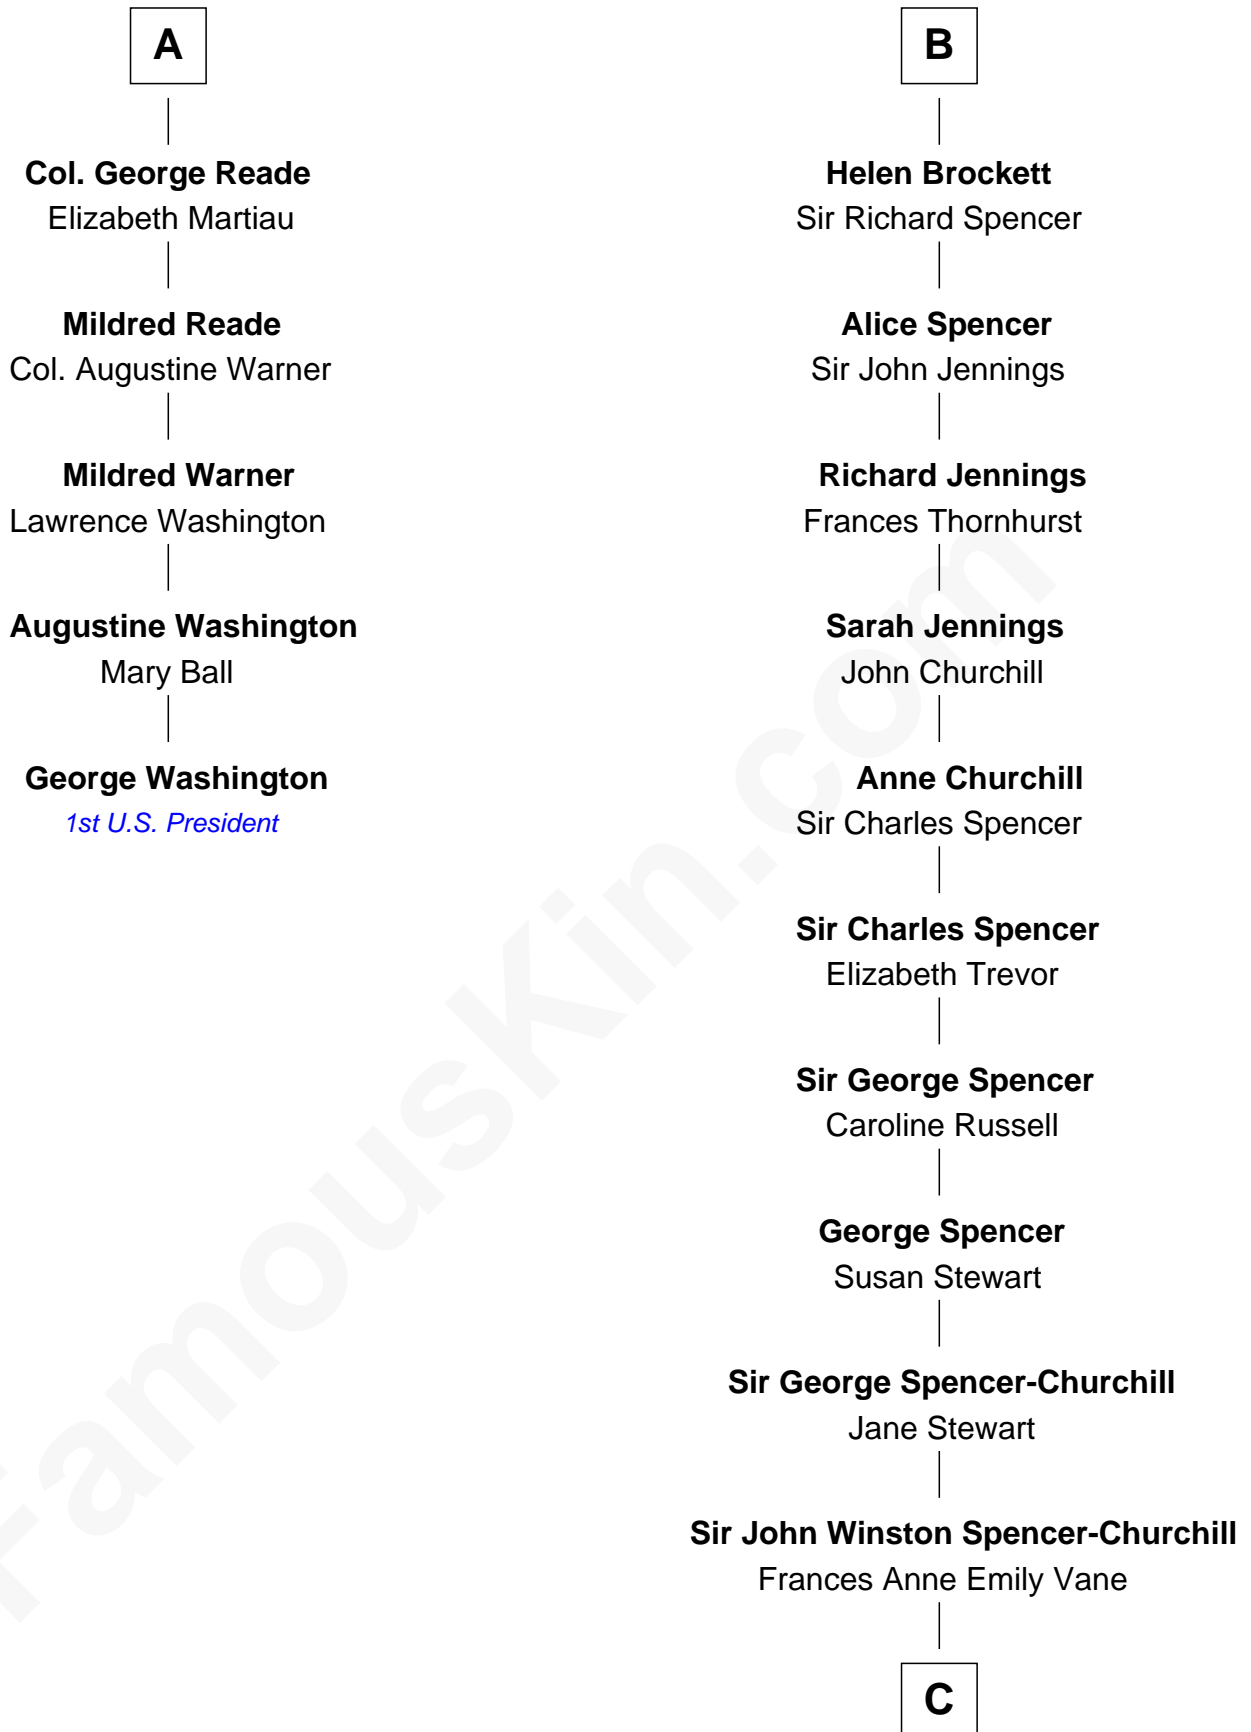 A
Col. George Reade
Elizabeth Martiau
Mildred Reade
Col. Augustine Warner
Mildred Warner
Lawrence Washington
Augustine Washington
Mary Ball
George Washington
1st U.S. President
B
Helen Brockett
Sir Richard Spencer
Alice Spencer
Sir John Jennings
Richard Jennings
Frances Thornhurst
Sarah Jennings
John Churchill
Anne Churchill
Sir Charles Spencer
Sir Charles Spencer
Elizabeth Trevor
Sir George Spencer
Caroline Russell
George Spencer
Susan Stewart
Sir George Spencer-Churchill
Jane Stewart
Sir John Winston Spencer-Churchill
Frances Anne Emily Vane
C
FamousKin.com